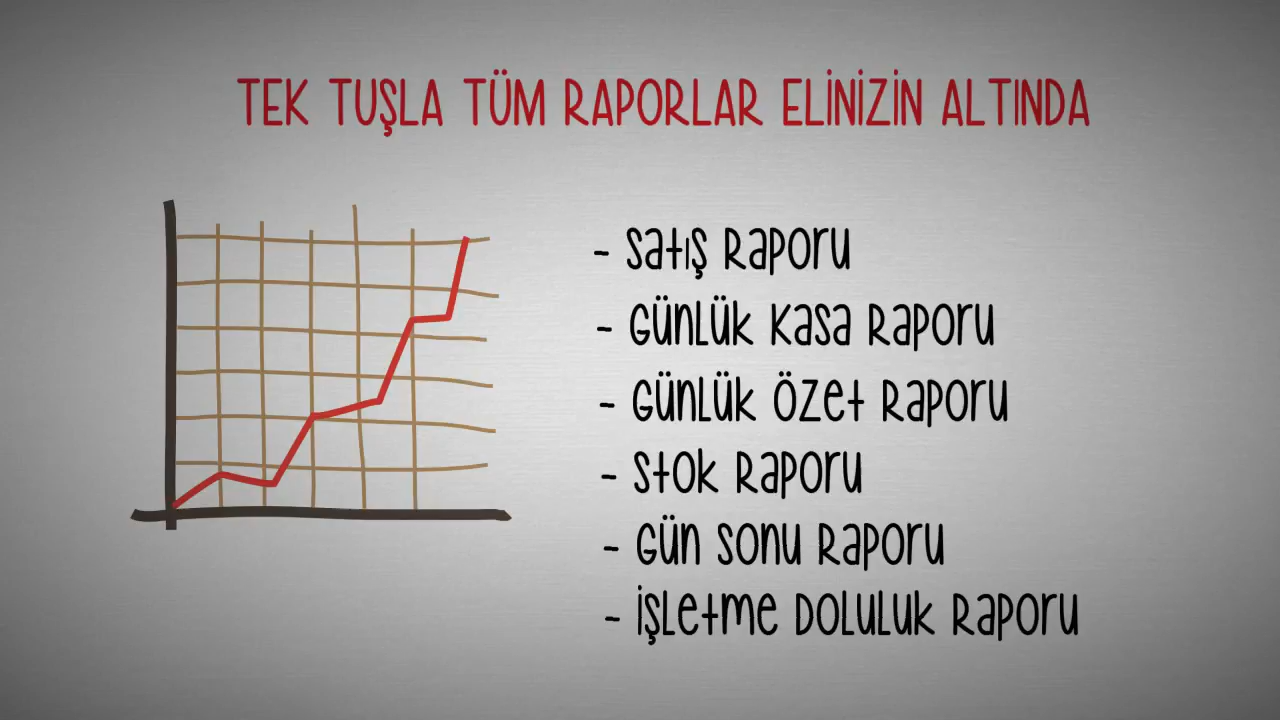 TEK TUŞLA TÜM RAPORLAR ELİNİZİN ALTINDA
- Satış Raporu
- Günlük Kasa Raporu
- Günlük Özet Raporu
- Stok Raporu
- Gün Sonu Raporu
- İşletme Doluluk Raporu